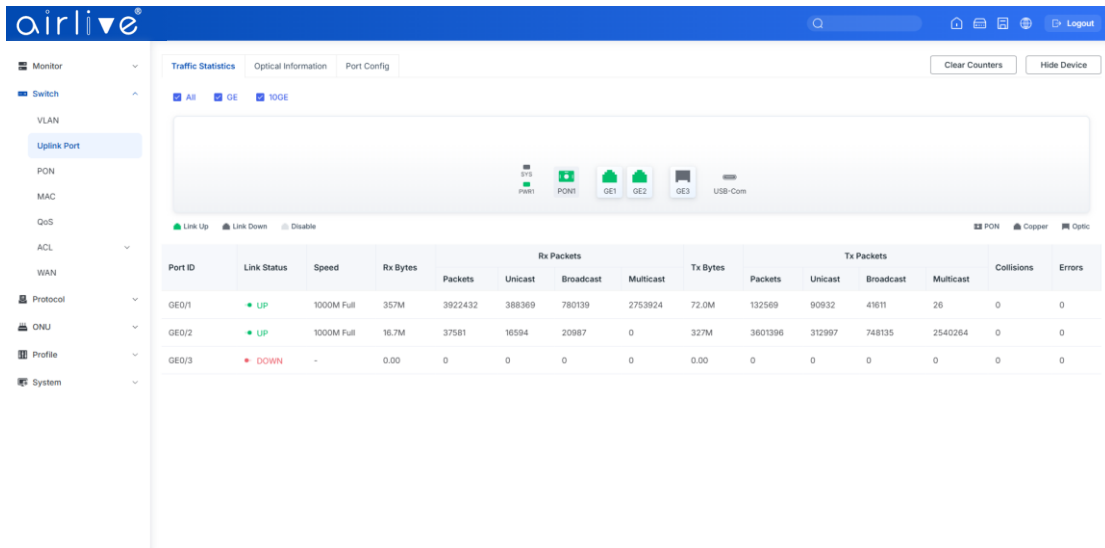 airlive®
Logout
Monitor
Switch
VLAN
Uplink Port
PON
MAC
QoS
ACL
WAN
Protocol
ONU
Profile
System
Traffic Statistics Optical Information Port Config Clear Counters Hide Device
All GE 10GE
SYS
PWR1 PON1 GE1 GE2 GE3 USB-Com
Link Up Link Down Disable PON Copper Optic
Port ID Link Status Speed Rx Bytes Rx Packets Tx Bytes Tx Packets Collisions Errors
Packets Unicast Broadcast Multicast Packets Unicast Broadcast Multicast
GE0/1 UP 1000M Full 357M 3922432 388369 780139 2753924 72.0M 132569 90932 41611 26 0 0
GE0/2 UP 1000M Full 16.7M 37581 16594 20987 0 327M 3601396 312997 748135 2540264 0 0
GE0/3 DOWN - 0.00 0 0 0 0 0.00 0 0 0 0 0 0